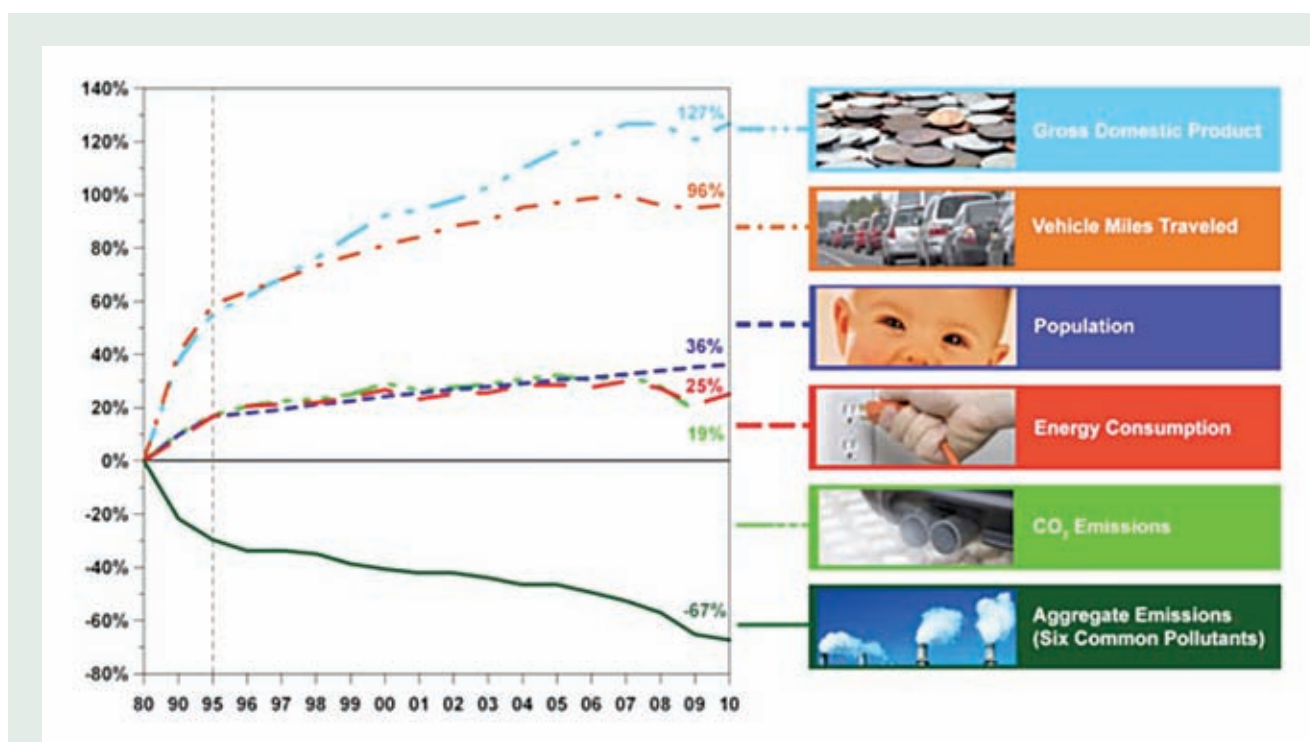 140%
120%
100%
80%
60%
40%
20%
0%
-20%
-40%
-60%
-80%
80 90 95 96 97 98 99 00 01 02 03 04 05 06 07 08 09 10
127%
96%
36%
25%
19%
-67%
Gross Domestic Product
Vehicle Miles Traveled
Population
Energy Consumption
CO₂ Emissions
Aggregate Emissions
(Six Common Pollutants)